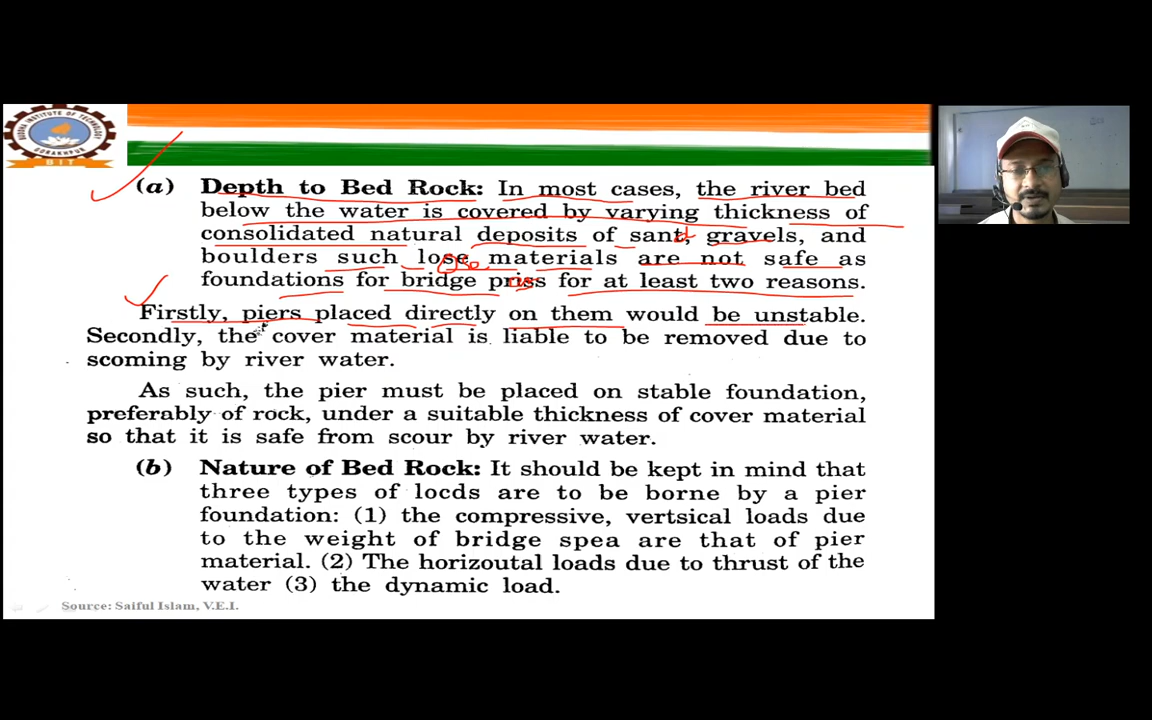 BUDDHA INSTITUTE OF TECHNOLOGY
GORAKHPUR
BIT
(a) Depth to Bed Rock: In most cases, the river bed
below the water is covered by varying thickness of
consolidated natural deposits of sant, gravels, and
boulders such lose materials are not safe as
foundations for bridge priss for at least two reasons.
Firstly, piers placed directly on them would be unstable.
Secondly, the cover material is liable to be removed due to
scoming by river water.
As such, the pier must be placed on stable foundation,
preferably of rock, under a suitable thickness of cover material
so that it is safe from scour by river water.
(b) Nature of Bed Rock: It should be kept in mind that
three types of locds are to be borne by a pier
foundation: (1) the compressive, vertsical loads due
to the weight of bridge spea are that of pier
material. (2) The horizoutal loads due to thrust of the
water (3) the dynamic load.
Source: Saiful Islam, V.E.I.